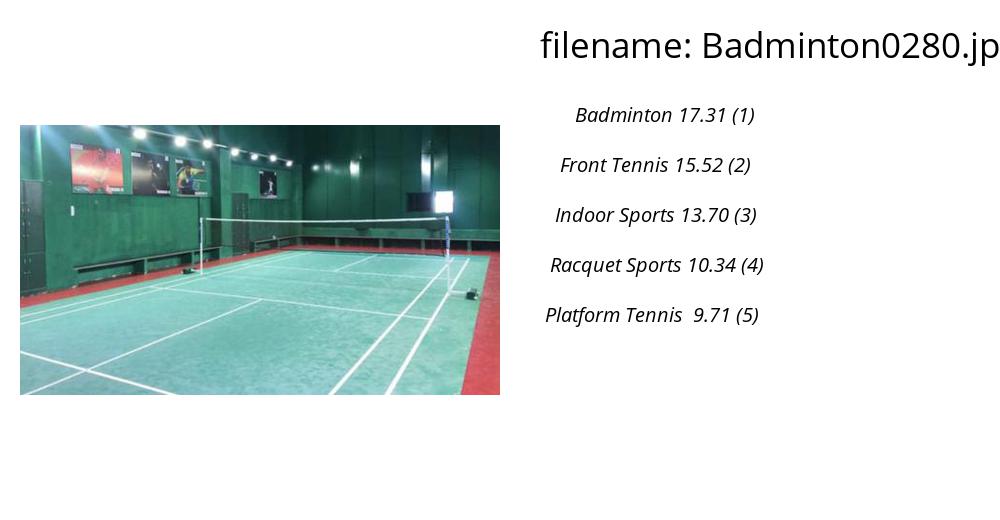 filename: Badminton0280.jp
Badminton 17.31 (1)
Front Tennis 15.52 (2)
Indoor Sports 13.70 (3)
Racquet Sports 10.34 (4)
Platform Tennis 9.71 (5)